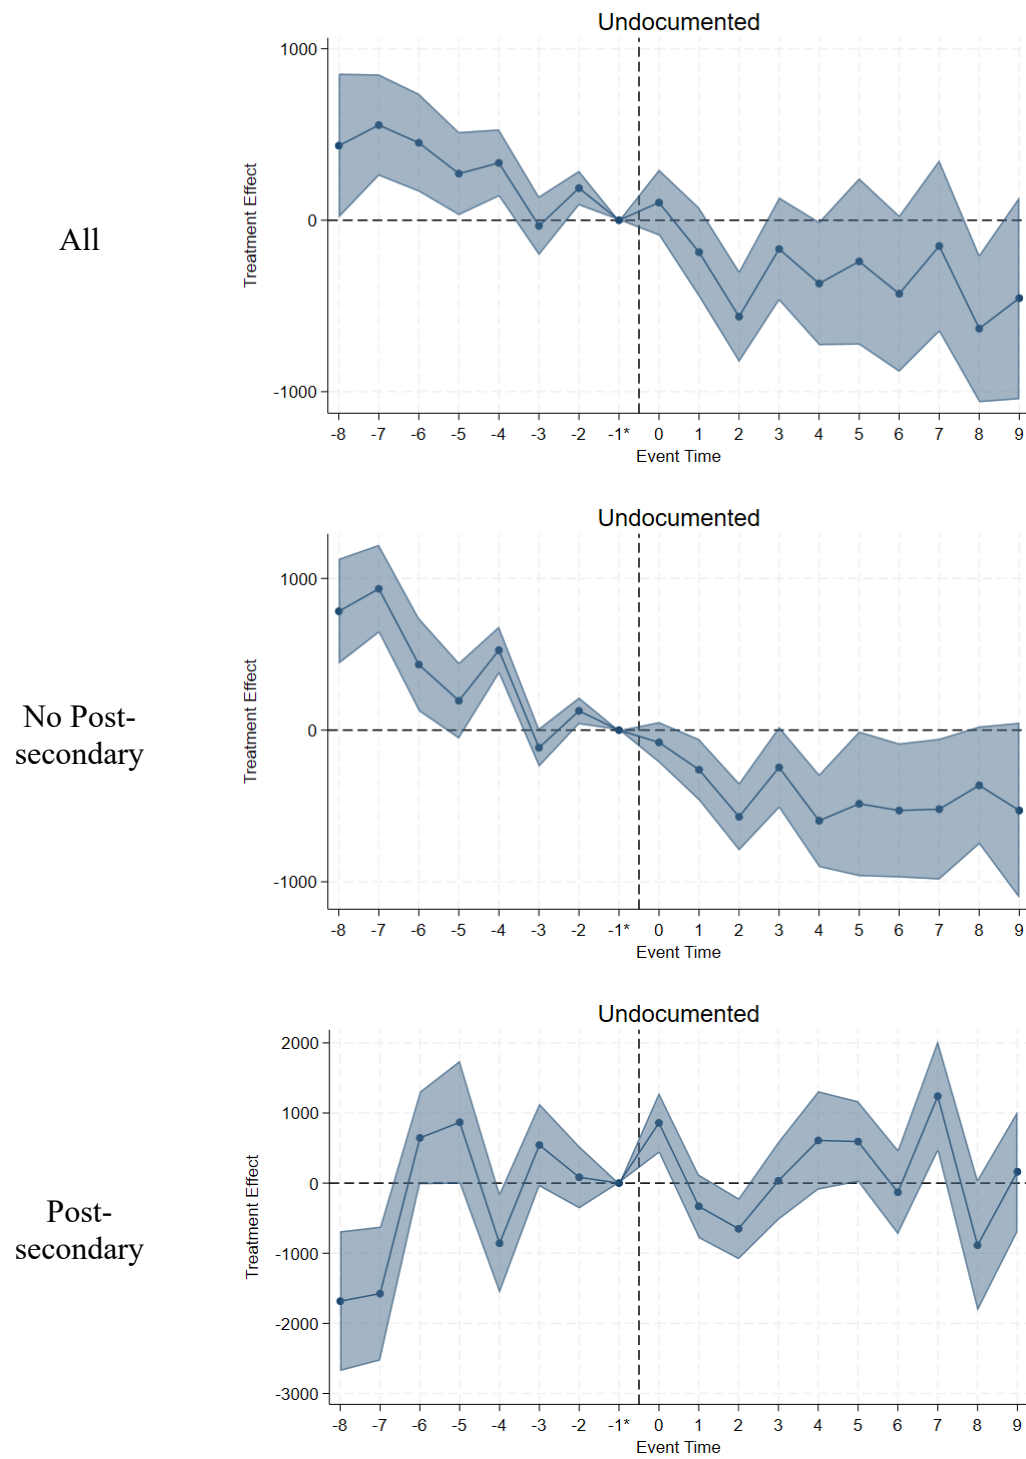 Undocumented
All
Treatment Effect
1000
0
-1000
-8 -7 -6 -5 -4 -3 -2 -1* 0 1 2 3 4 5 6 7 8 9
Event Time
Undocumented
No Post-
secondary
Treatment Effect
1000
0
-1000
-8 -7 -6 -5 -4 -3 -2 -1* 0 1 2 3 4 5 6 7 8 9
Event Time
Undocumented
Post-
secondary
Treatment Effect
2000
1000
0
-1000
-2000
-3000
-8 -7 -6 -5 -4 -3 -2 -1* 0 1 2 3 4 5 6 7 8 9
Event Time